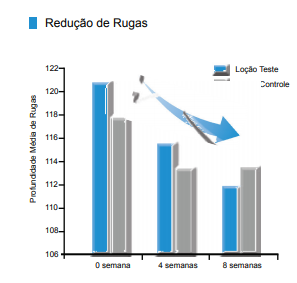 Redução de Rugas
Loção Teste
Controle
Profundidade Média de Rugas
122
120
118
116
114
112
110
108
106
0 semana
4 semanas
8 semanas